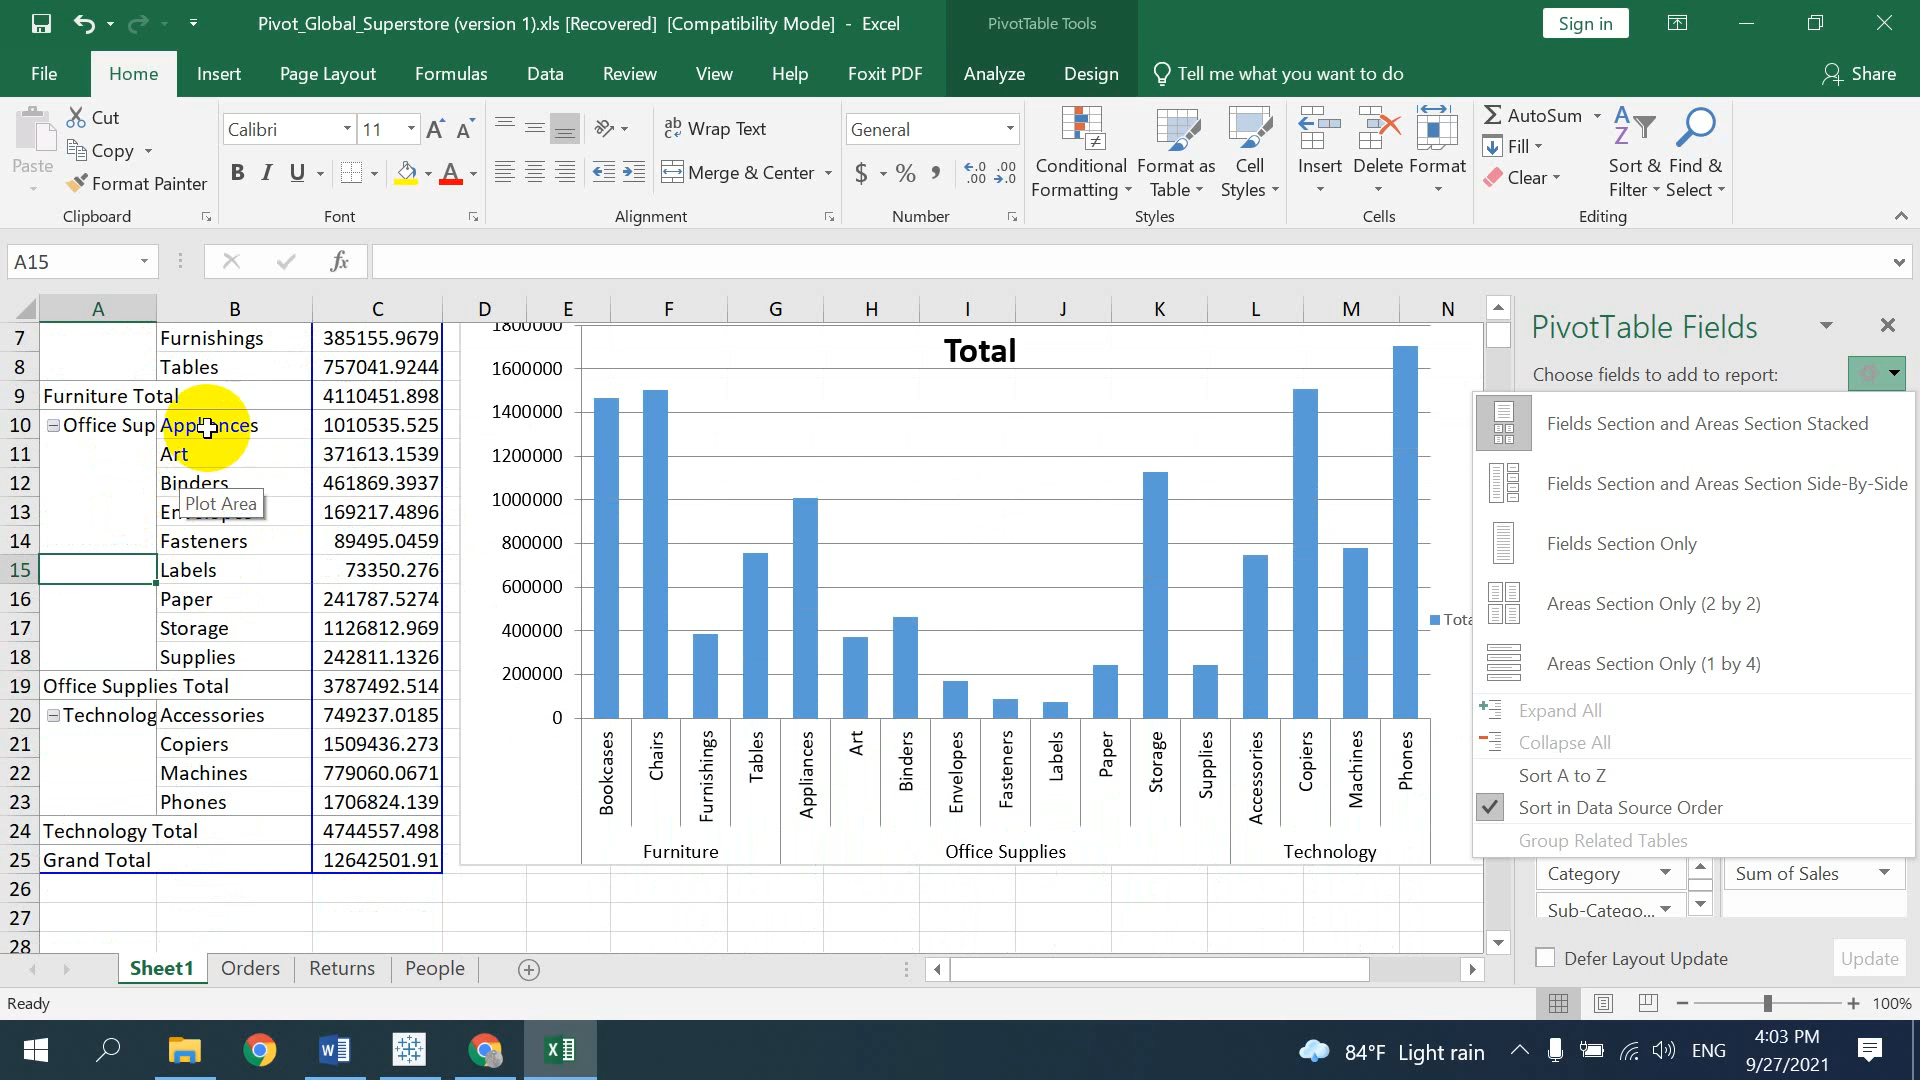 Pivot_Global_Superstore (version 1).xls [Recovered] [Compatibility Mode] - Excel
PivotTable Tools
Sign in
File Home Insert Page Layout Formulas Data Review View Help Foxit PDF Analyze Design Tell me what you want to do Share
Paste
Cut
Copy
Format Painter
Clipboard
Calibri 11
B I U
Font
Wrap Text
Merge & Center
Alignment
General
$ % ,
Number
Conditional Formatting
Format as Table
Cell Styles
Styles
Insert Delete Format
Cells
AutoSum
Fill
Clear
Sort & Filter
Find & Select
Editing
A15
fx
A B C D E F G H I J K L M N
7 Furnishings 385155.9679
8 Tables 757041.9244
9 Furniture Total 4110451.898
10 Office Sup Appliances 1010535.525
11 Art 371613.1539
12 Binders 461869.3937
13 169217.4896
14 Fasteners 89495.0459
15 Labels 73350.276
16 Paper 241787.5274
17 Storage 1126812.969
18 Supplies 242811.1326
19 Office Supplies Total 3787492.514
20 Technolog Accessories 749237.0185
21 Copiers 1509436.273
22 Machines 779060.0671
23 Phones 1706824.139
24 Technology Total 4744557.498
25 Grand Total 12642501.91
26
27
28
Plot Area
Total
1800000
1600000
1400000
1200000
1000000
800000
600000
400000
200000
0
Bookcases Chairs Furnishings Tables Appliances Art Binders Envelopes Fasteners Labels Paper Storage Supplies Accessories Copiers Machines Phones
Furniture Office Supplies Technology
Tota
PivotTable Fields
Choose fields to add to report:
Fields Section and Areas Section Stacked
Fields Section and Areas Section Side-By-Side
Fields Section Only
Areas Section Only (2 by 2)
Areas Section Only (1 by 4)
Expand All
Collapse All
Sort A to Z
Sort in Data Source Order
Group Related Tables
Category
Sum of Sales
Sub-Catego...
Defer Layout Update
Update
Sheet1 Orders Returns People
Ready
100%
84°F Light rain
ENG
4:03 PM
9/27/2021